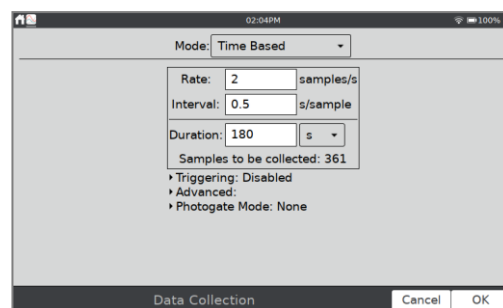 02:04PM 100%
Mode: Time Based
Rate: 2 samples/s
Interval: 0.5 s/sample
Duration: 180 s
Samples to be collected: 361
Triggering: Disabled
Advanced:
Photogate Mode: None
Data Collection Cancel OK